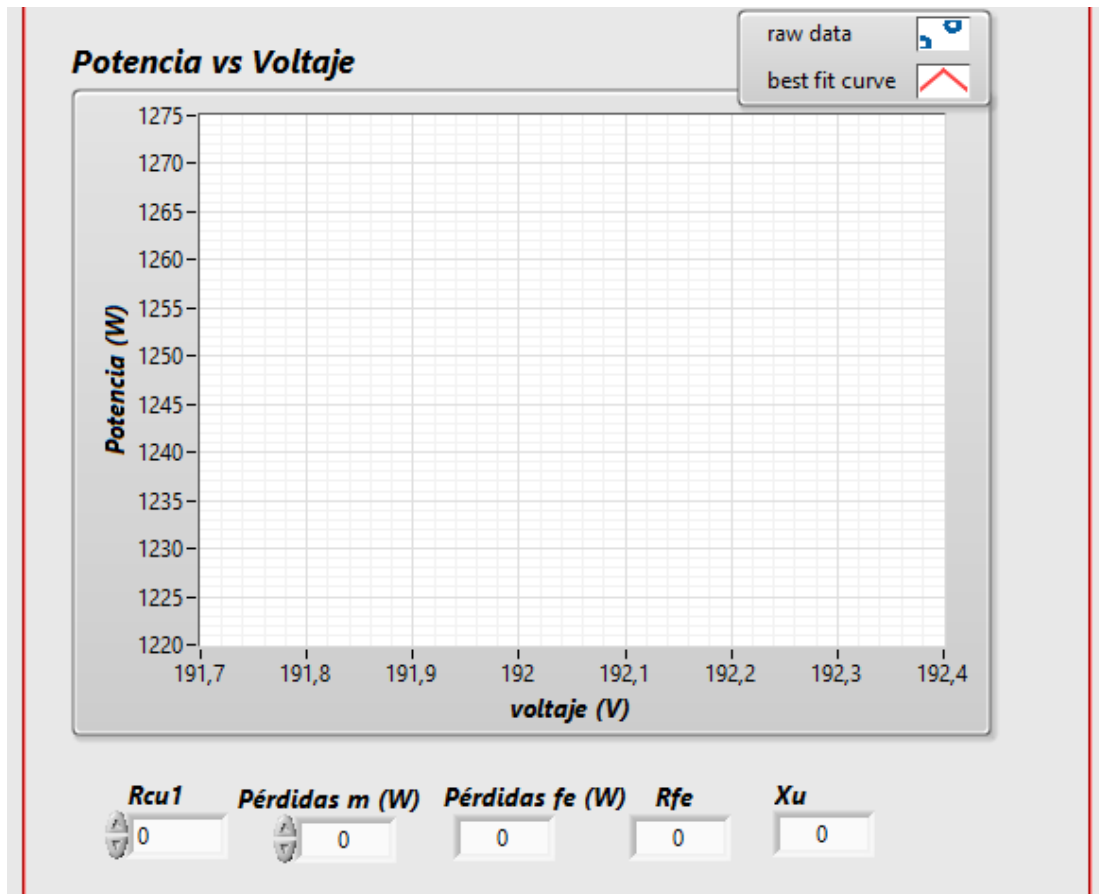 raw data
Potencia vs Voltaje
best fit curve
1275
1270
1265
1260
1255
1250
1245
1240
1235
1230
1225
1220
Potencia (W)
191,7 191,8 191,9 192 192,1 192,2 192,3 192,4
voltaje (V)
Rcu1 Pérdidas m (W) Pérdidas fe (W) Rfe Xu
0 0 0 0 0